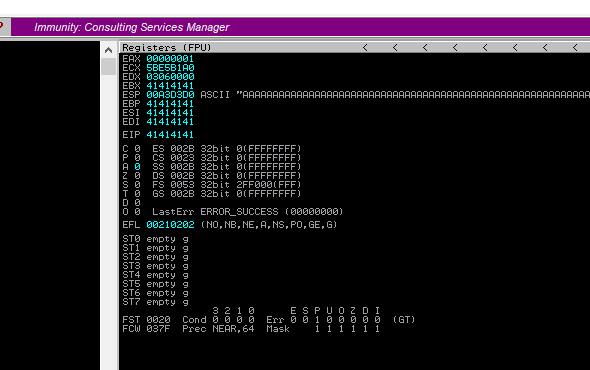 Immunity: Consulting Services Manager
Registers (FPU) < < < < < < < <
EAX 00000001
ECX 5BE5B1A0
EDX 03060000
EBX 41414141
ESP 00A3D3D0 ASCII "AAAAAAAAAAAAAAAAAAAAAAAAAAAAAAAAAAAAAAAAAAAAAAAAAAAAAAAAA
EBP 41414141
ESI 41414141
EDI 41414141
EIP 41414141
C 0 ES 002B 32bit 0(FFFFFFFF)
P 0 CS 0023 32bit 0(FFFFFFFF)
A 0 SS 002B 32bit 0(FFFFFFFF)
Z 0 DS 002B 32bit 0(FFFFFFFF)
S 0 FS 0053 32bit 2FF000(FFF)
T 0 GS 002B 32bit 0(FFFFFFFF)
D 0
O 0 LastErr ERROR_SUCCESS (00000000)
EFL 00210202 (NO,NB,NE,A,NS,PO,GE,G)
ST0 empty g
ST1 empty g
ST2 empty g
ST3 empty g
ST4 empty g
ST5 empty g
ST6 empty g
ST7 empty g
3 2 1 0 E S P U O Z D I
FST 0020 Cond 0 0 0 0 Err 0 0 1 0 0 0 0 0 (GT)
FCW 037F Prec NEAR,64 Mask 1 1 1 1 1 1